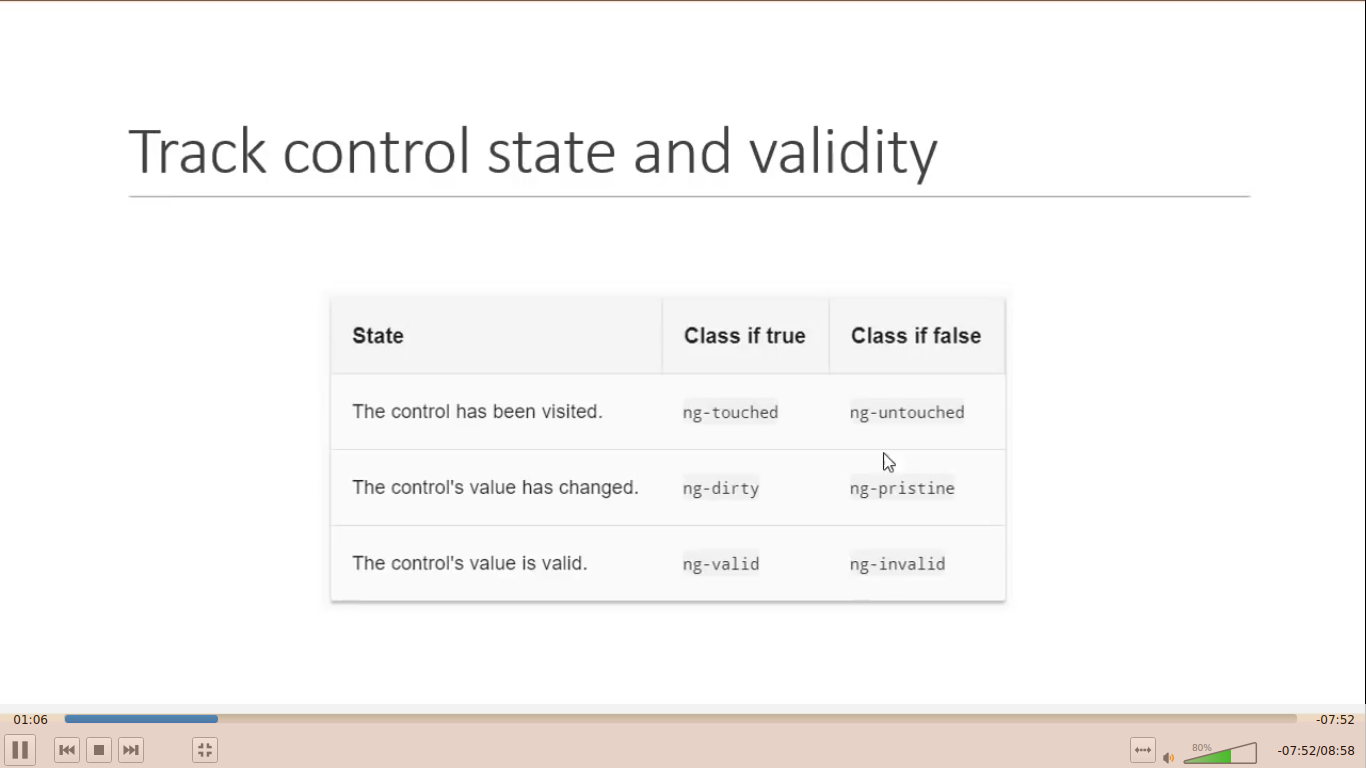 Track control state and validity
State Class if true Class if false
The control has been visited. ng-touched ng-untouched
The control's value has changed. ng-dirty ng-pristine
The control's value is valid. ng-valid ng-invalid
01:06 -07:52
80% -07:52/08:58